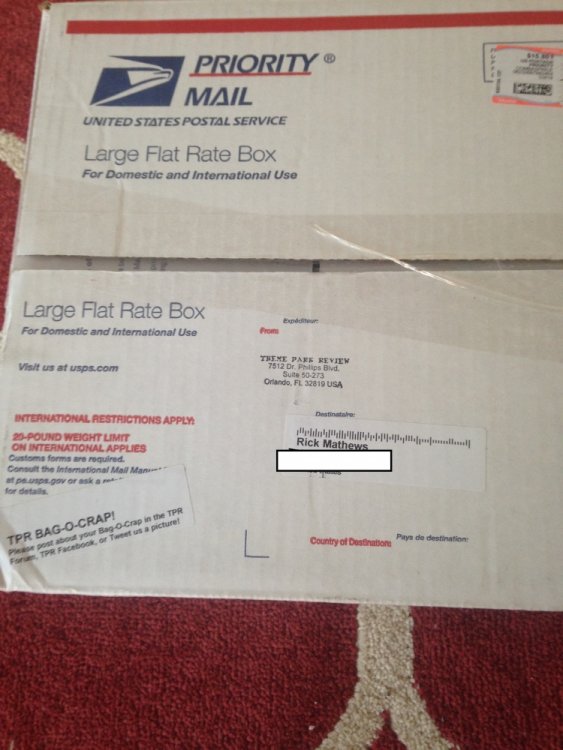 PRIORITY ®
MAIL
UNITED STATES POSTAL SERVICE
Large Flat Rate Box
For Domestic and International Use
Large Flat Rate Box
For Domestic and International Use
Visit us at usps.com
Expéditeur:
From
THEME PARK REVIEW
7512 Dr. Phillips Blvd.
Suite 50-273
Orlando, FL 32819 USA
Destinataire:
Rick Mathews
INTERNATIONAL RESTRICTIONS APPLY:
20-POUND WEIGHT LIMIT
ON INTERNATIONAL APPLIES
Customs forms are required.
Consult the International Mail
at pe.usps.gov or ask a
for details.
TPR BAG-O-CRAP!
Please post about your Bag-O-Crap in the TPR
Forum, TPR Facebook, or Tweet us a picture!
Country of Destination: Pays de destination: